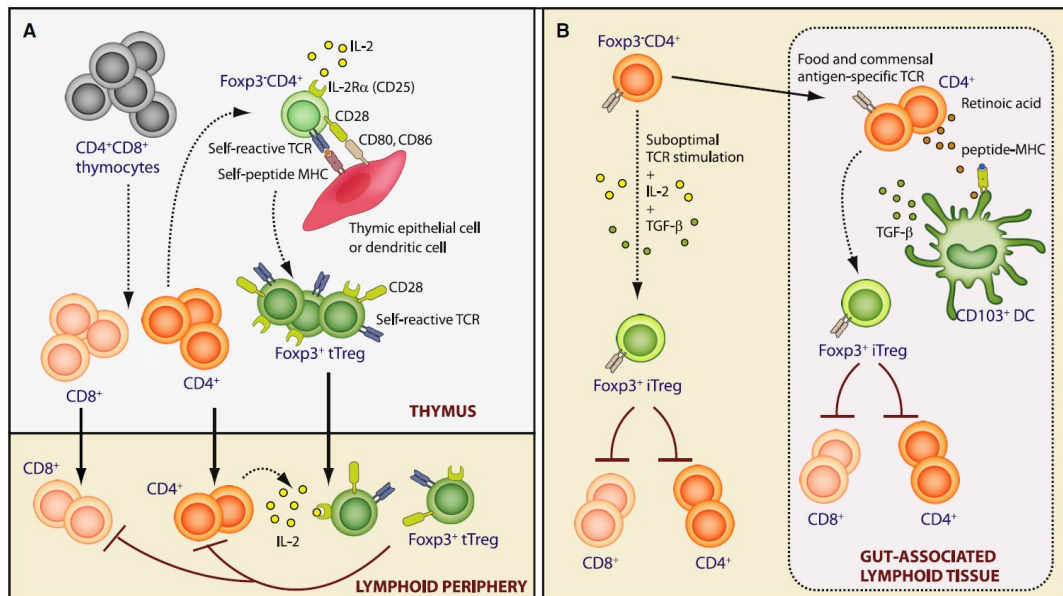 A
IL-2
Foxp3⁻CD4⁺
IL-2Rα (CD25)
CD28
CD80, CD86
CD4⁺CD8⁺
thymocytes
Self-reactive TCR
Self-peptide MHC
Thymic epithelial cell
or dendritic cell
CD28
Self-reactive TCR
Foxp3⁺ tTreg
CD8⁺
CD4⁺
THYMUS
CD8⁺
CD4⁺
IL-2
Foxp3⁺ tTreg
LYMPHOID PERIPHERY
B
Foxp3⁻CD4⁺
Suboptimal
TCR stimulation
+
IL-2
+
TGF-β
Foxp3⁺ iTreg
CD8⁺
CD4⁺
Food and commensal
antigen-specific TCR
CD4⁺
Retinoic acid
peptide-MHC
TGF-β
CD103⁺ DC
Foxp3⁺ iTreg
CD8⁺
CD4⁺
GUT-ASSOCIATED
LYMPHOID TISSUE